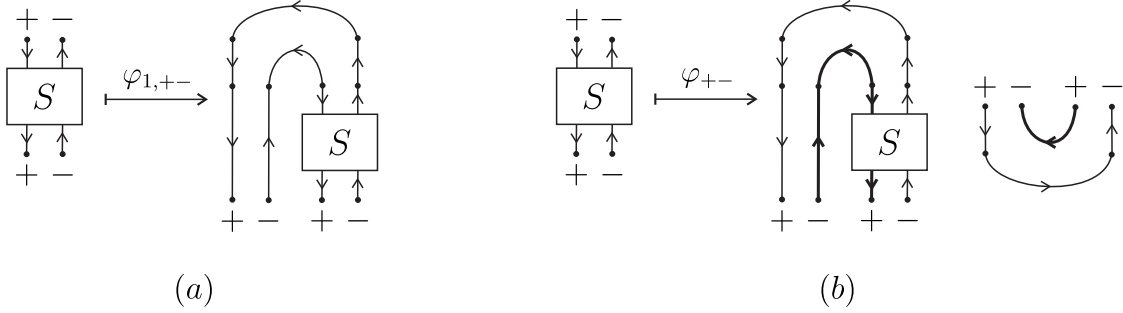 + − + −
S φ₁,₊₋ S φ₊₋ S + − + −
S
+ − + −
+ − + − + − + −
(a) (b)